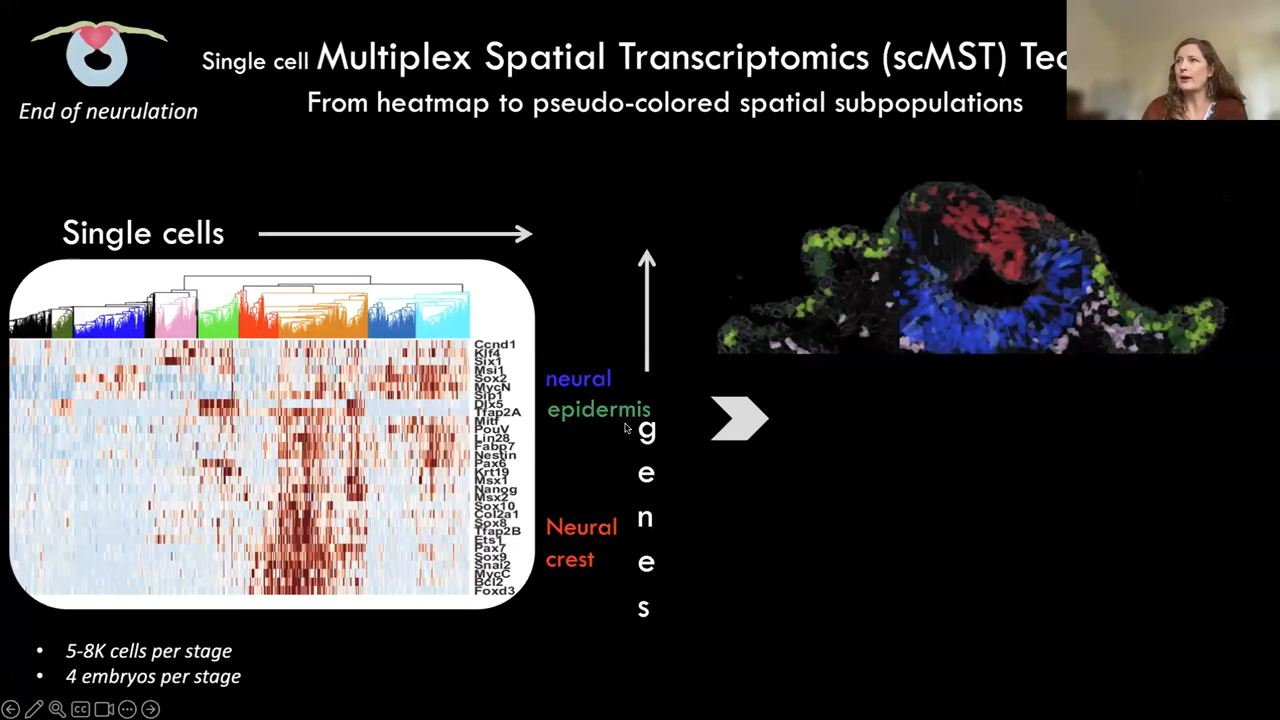 Single cell Multiplex Spatial Transcriptomics (scMST) Tec
From heatmap to pseudo-colored spatial subpopulations
End of neurulation
Single cells
Ccnd1
Klf4
Six1
Msi1
Sox2
MycN
Sip1
Dlx5
Tfap2A
Mitf
PouV
Lin28
Fabp7
Nestin
Pax6
Krt19
Msx1
Nanog
Msx2
Sox10
Col2a1
Sox8
Tfap2B
Ets1
Pax7
Sox9
Snai2
MycC
Bcl2
Foxd3
neural
epidermis
Neural
crest
g
e
n
e
s
• 5-8K cells per stage
• 4 embryos per stage
CC